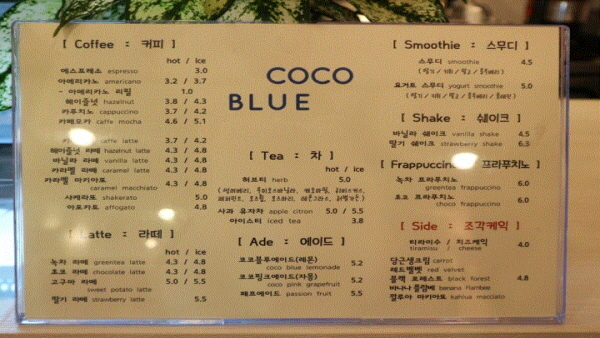 [ Coffee : 커피 ]
hot / ice
에스프레소 espresso 3.0
아메리카노 americano 3.2 / 3.7
- 아메리카노 리필 1.0
헤이즐넛 hazelnut 3.8 / 4.3
카푸치노 cappucino 3.7 / 4.2
카페모카 caffe mocha 4.6 / 5.1
caffe latte 3.7 / 4.2
헤이즐넛 라떼 hazelnut latte 4.3 / 4.8
바닐라 라떼 vanilla latte 4.3 / 4.8
카라멜 라떼 caramel latte 4.3 / 4.8
카라멜 마키아또 4.3 / 4.8
caramel macchiato
사케라또 shakerato 5.0
아포카토 affogato 4.8
[ Latte : 라떼 ]
hot / ice
녹차 라떼 greentea latte 4.3 / 4.8
초코 라떼 chocolate latte 4.3 / 4.8
고구마 라떼 5.0 / 5.5
sweet potato latte
딸기 라떼 strawberry latte 5.5
COCO
BLUE
[ Tea : 차 ]
hot / ice
허브티 herb 5.0
사과 유자차 apple citron 5.0 / 5.5
아이스티 iced tea 3.8
[ Ade : 에이드 ]
코코블루에이드(레몬) 5.2
coco blue lemonade
코코핑크에이드(자몽) 5.2
coco pink grapefruit
패트에이드 passion fruit 5.5
[ Smoothie : 스무디 ]
스무디 smoothie 4.5
요거트 스무디 yogurt smoothie 5.0
[ Shake : 쉐이크 ]
바닐라 쉐이크 vanilla shake 4.5
딸기 쉐이크 strawberry shake 6.3
[ Frappuccino : 프라푸치노 ]
녹차 프라푸치노 6.0
greentea frappucino
초코 프라푸치노 6.0
choco frappucino
[ Side : 조각케익 ]
티라미수 / 치즈케익 4.0
tiramisu / cheese
당근생크림 carrot
레드벨벳 red velvet
블랙 포레스트 black forest 4.8
바나나 플람베 banana flambee
깔루아 마키아토 kahlua macciato